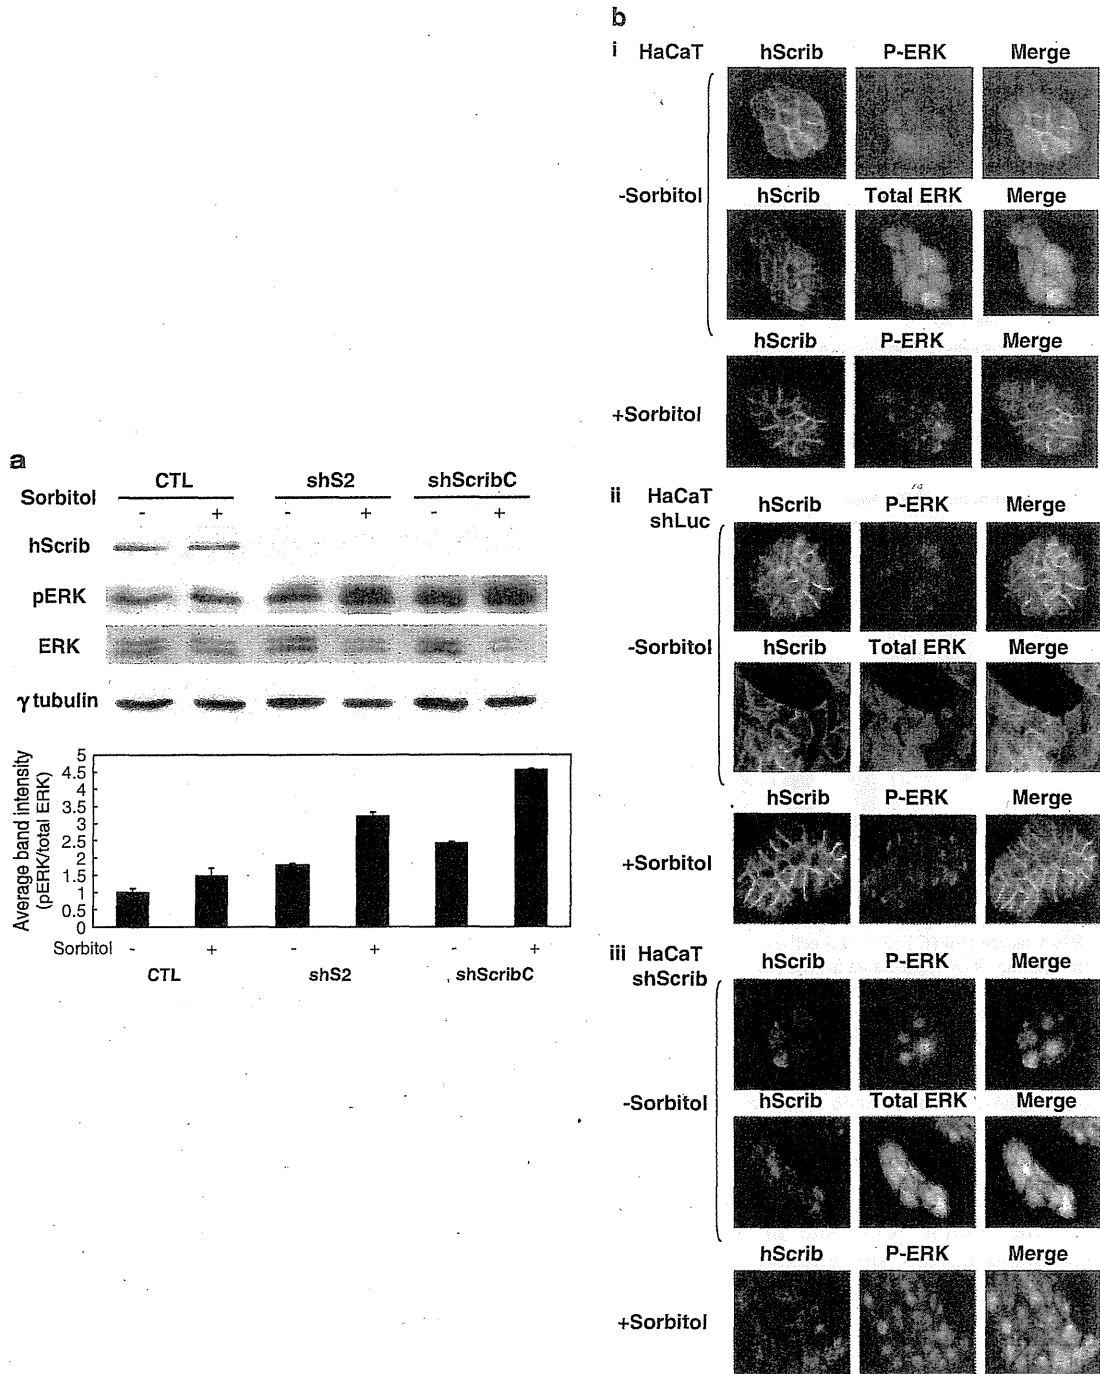 a
CTL shS2 shScribC
Sorbitol - + - + - +
hScrib
pERK
ERK
γ tubulin
Average band intensity
(pERK/total ERK)
5
4.5
4
3.5
3
2.5
2
1.5
1
0.5
0
Sorbitol - + - + - +
CTL shS2 shScribC
b
i HaCaT hScrib P-ERK Merge
-Sorbitol
hScrib Total ERK Merge
hScrib P-ERK Merge
+Sorbitol
ii HaCaT hScrib P-ERK Merge
shLuc
-Sorbitol
hScrib Total ERK Merge
hScrib P-ERK Merge
+Sorbitol
iii HaCaT hScrib P-ERK Merge
shScrib
-Sorbitol
hScrib Total ERK Merge
hScrib P-ERK Merge
+Sorbitol